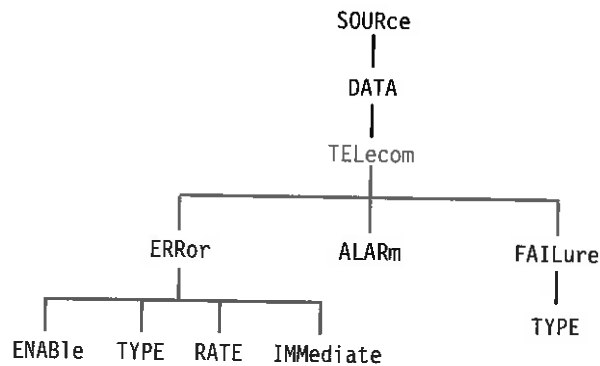 SOURce
DATA
TELecom
ERRor ALARm FAILure
TYPE
ENABle TYPE RATE IMMediate